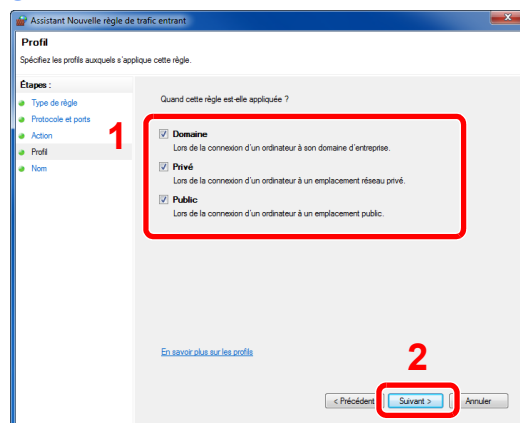 Assistant Nouvelle règle de trafic entrant
Profil
Spécifiez les profils auxquels s'applique cette règle.
Étapes :
Type de règle
Protocole et ports
Action
Profil
Nom
1
Quand cette règle est-elle appliquée ?
Domaine
Lors de la connexion d'un ordinateur à son domaine d'entreprise.
Privé
Lors de la connexion d'un ordinateur à un emplacement réseau privé.
Public
Lors de la connexion d'un ordinateur à un emplacement public.
En savoir plus sur les profils
2
< Précédent
Suivant >
Annuler